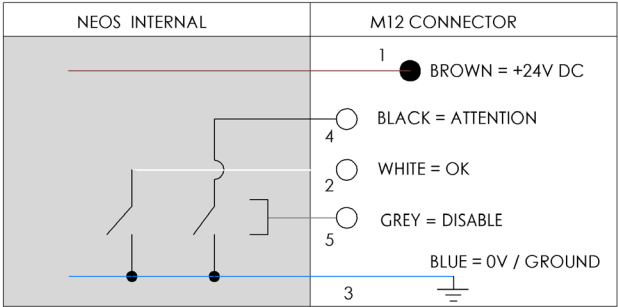 NEOS INTERNAL
M12 CONNECTOR
1
BROWN = +24V DC
BLACK = ATTENTION
4
WHITE = OK
2
GREY = DISABLE
5
BLUE = 0V / GROUND
3